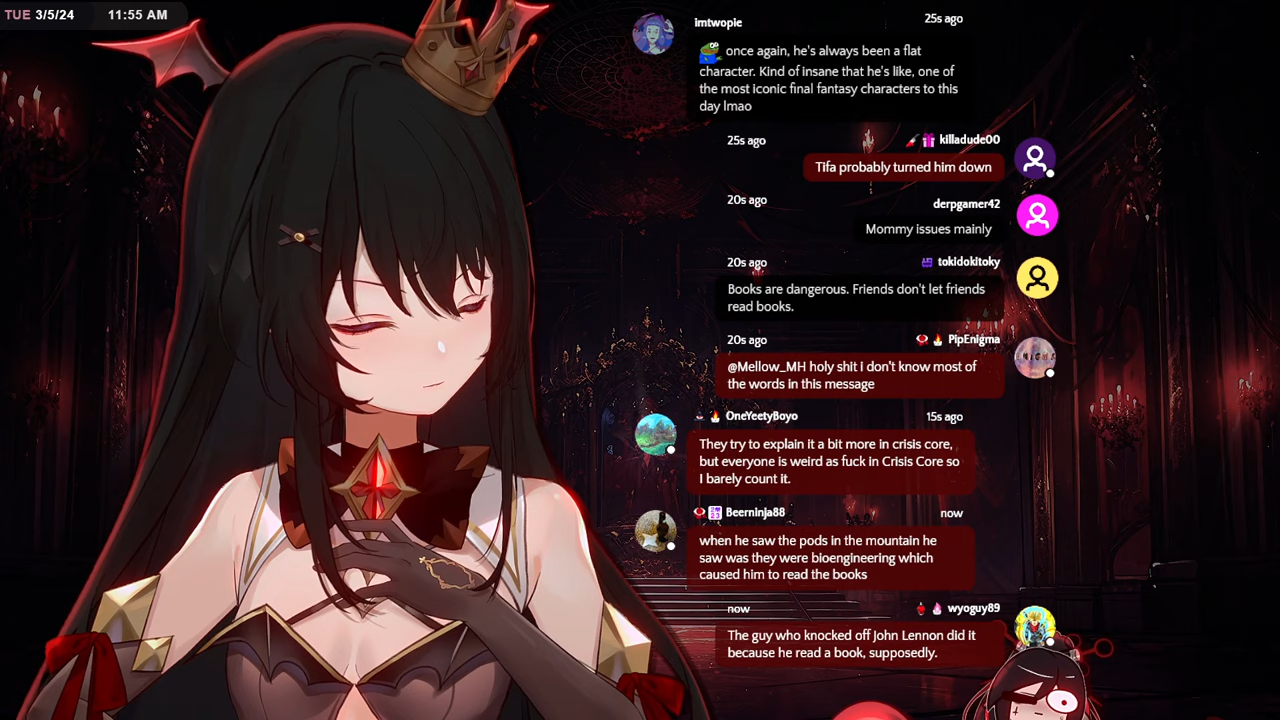 TUE 3/5/24 11:55 AM
imtwopie 25s ago
once again, he's always been a flat
character. Kind of insane that he's like, one of
the most iconic final fantasy characters to this
day lmao
25s ago killadude00
Tifa probably turned him down
20s ago derpgamer42
Mommy issues mainly
20s ago tokidokitoky
Books are dangerous. Friends don't let friends
read books.
20s ago PipEnigma
@Mellow_MH holy shit i don't know most of
the words in this message
OneYeetyBoyo 15s ago
They try to explain it a bit more in crisis core,
but everyone is weird as fuck in Crisis Core so
I barely count it.
Beerninja88 now
when he saw the pods in the mountain he
saw was they were bioengineering which
caused him to read the books
now wyoguy89
The guy who knocked off John Lennon did it
because he read a book, supposedly.